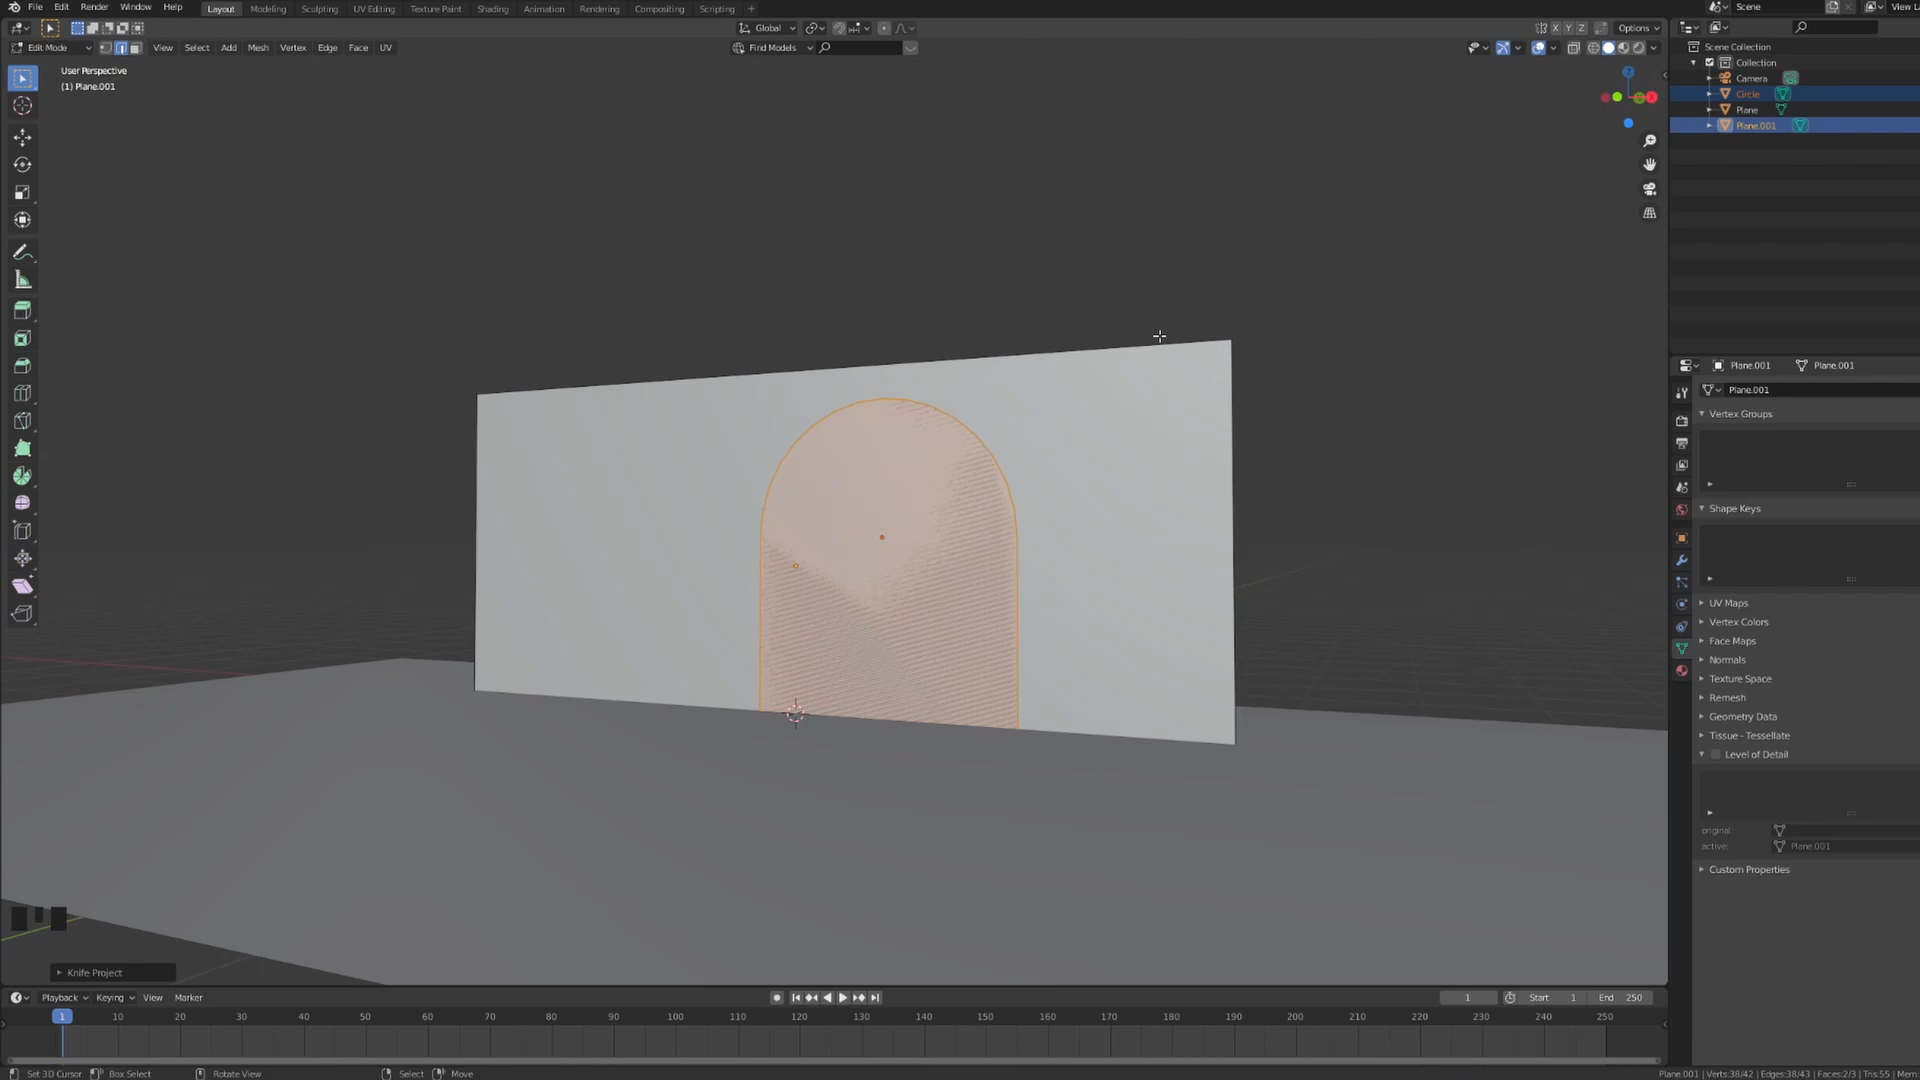 File Edit Render Window Help Layout Modeling Sculpting UV Editing Texture Paint Shading Animation Rendering Compositing Scripting + Scene View La
Global Options X Y Z
Edit Mode View Select Add Mesh Vertex Edge Face UV Find Models
User Perspective
(1) Plane.001
Scene Collection
Collection
Camera
Circle
Plane
Plane.001
Z
X
Plane.001 Plane.001
Plane.001
Vertex Groups
Shape Keys
UV Maps
Vertex Colors
Face Maps
Normals
Texture Space
Remesh
Geometry Data
Tissue - Tessellate
Level of Detail
original:
active: Plane.001
Custom Properties
Knife Project
Playback Keying View Marker 1 Start 1 End 250
1 10 20 30 40 50 60 70 80 90 100 110 120 130 140 150 160 170 180 190 200 210 220 230 240 250
Set 3D Cursor Box Select Rotate View Select Move Plane.001 | Verts:38/42 | Edges:38/43 | Faces:2/3 | Tris:55 | Mem: